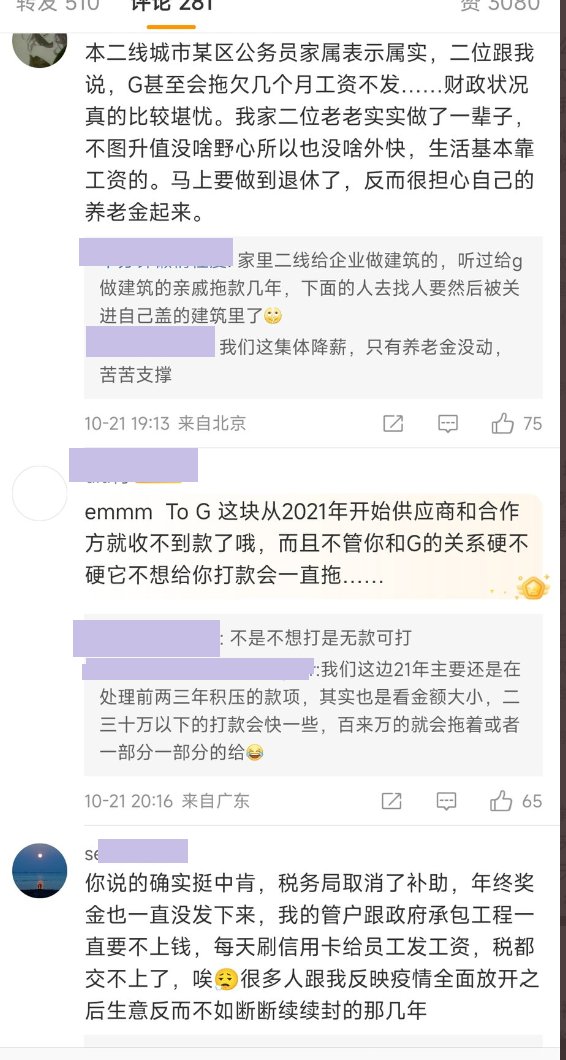 转发 510 评论 281 赞 3080
本二线城市某区公务员家属表示属实，二位跟我
说，G甚至会拖欠几个月工资不发……财政状况
真的比较堪忧。我家二位老老实实做了一辈子，
不图升值没啥野心所以也没啥外快，生活基本靠
工资的。马上要做到退休了，反而很担心自己的
养老金起来。
家里二线给企业做建筑的，听过给g
做建筑的亲戚拖款几年，下面的人去找人要然后被关
进自己盖的建筑里了
我们这集体降薪，只有养老金没动，
苦苦支撑
10-21 19:13 来自北京 75
emmm To G 这块从2021年开始供应商和合作
方就收不到款了哦，而且不管你和G的关系硬不
硬它不想给你打款会一直拖……
: 不是不想打是无款可打
:我们这边21年主要还是在
处理前两三年积压的款项，其实也是看金额大小，二
三十万以下的打款会快一些，百来万的就会拖着或者
一部分一部分的给
10-21 20:16 来自广东 65
se
你说的确实挺中肯，税务局取消了补助，年终奖
金也一直没发下来，我的管户跟政府承包工程一
直要不上钱，每天刷信用卡给员工发工资，税都
交不上了，唉很多人跟我反映疫情全面放开之
后生意反而不如断断续续封的那几年